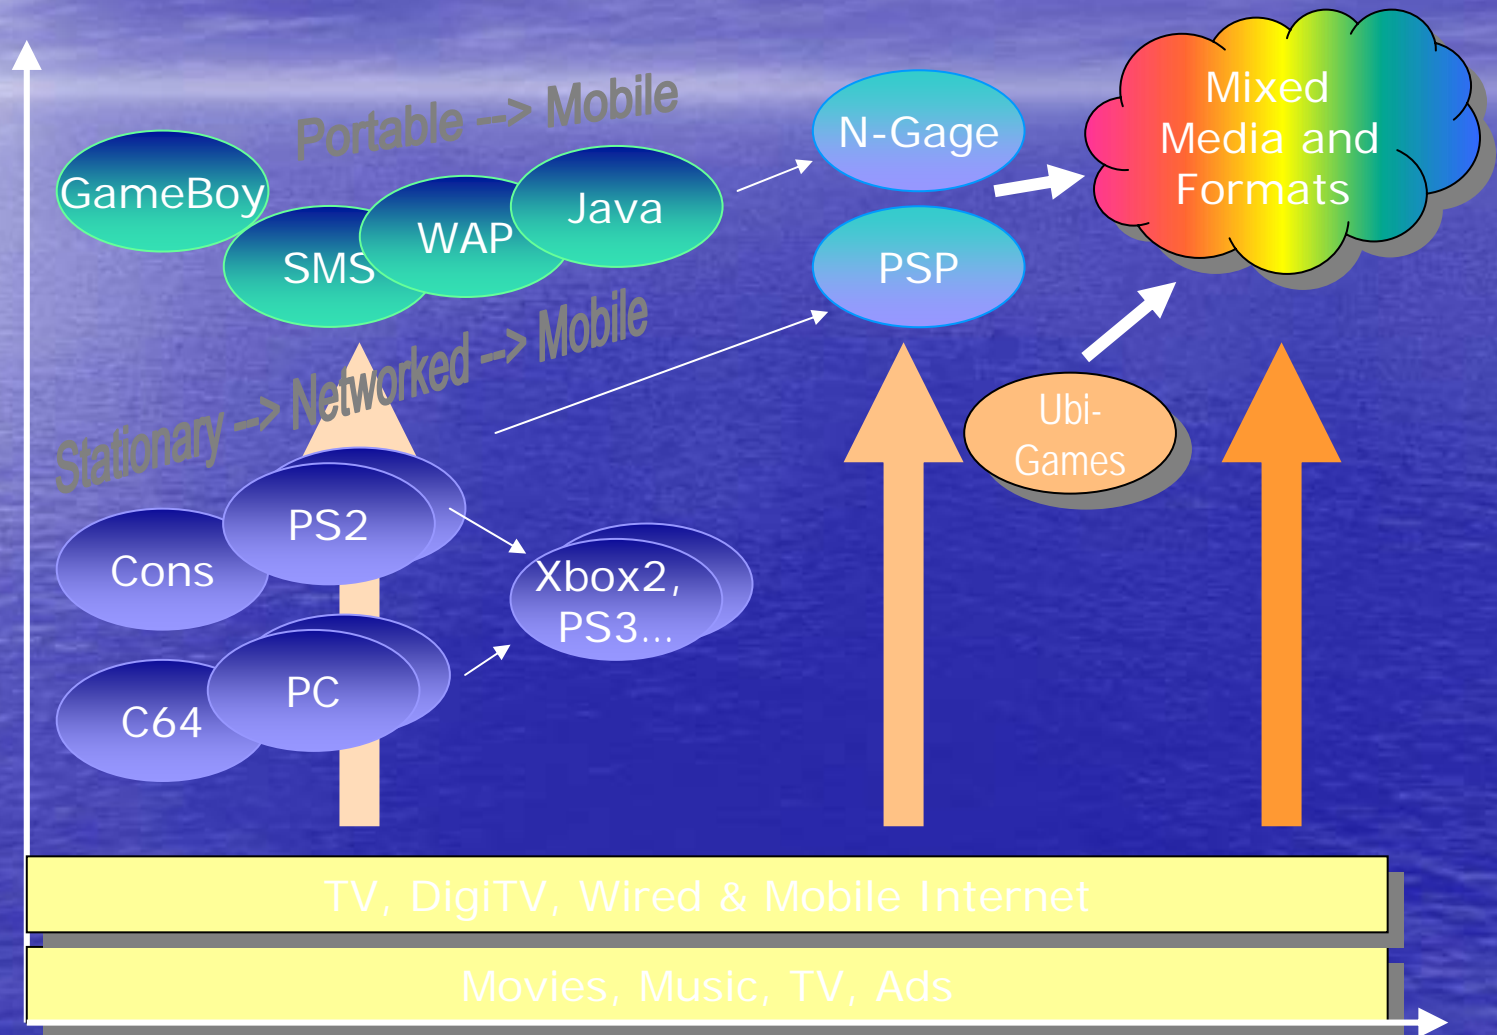 Portable --> Mobile
GameBoy
SMS
WAP
Java
N-Gage
PSP
Mixed
Media and
Formats
Stationary --> Networked --> Mobile
Ubi-
Games
Cons
PS2
C64
PC
Xbox2,
PS3...
TV, DigiTV, Wired & Mobile Internet
Movies, Music, TV, Ads